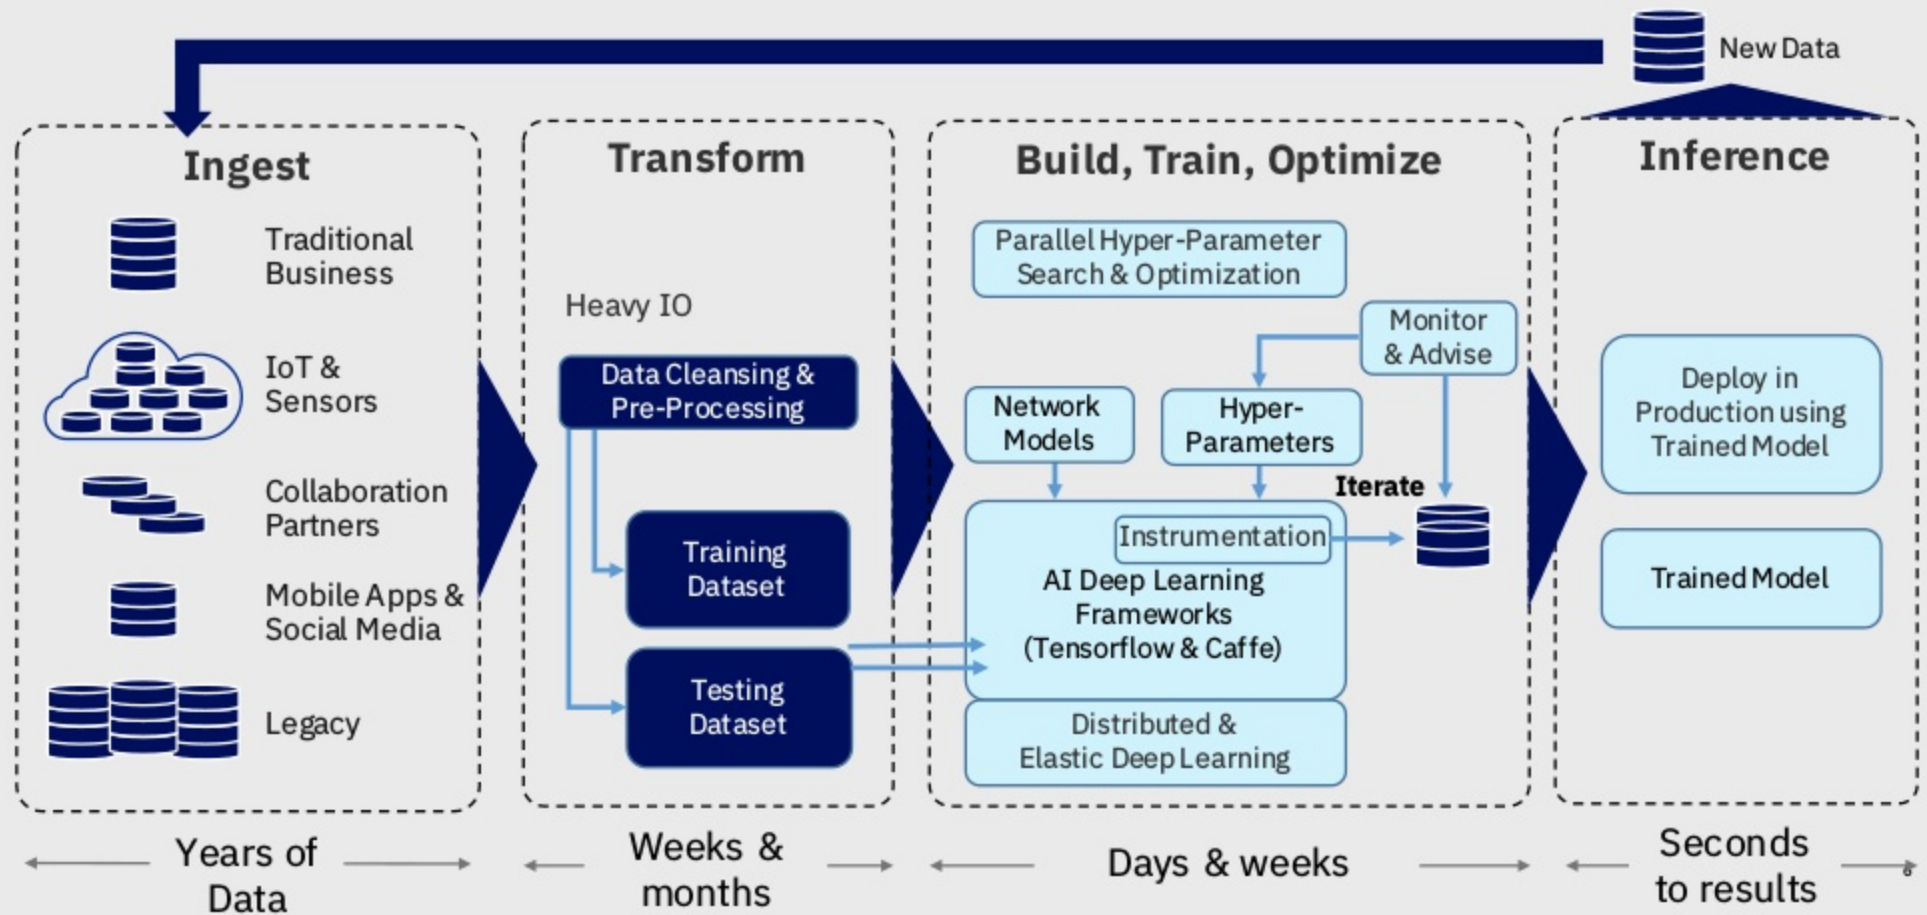 New Data
Ingest
Traditional
Business
IoT &
Sensors
Collaboration
Partners
Mobile Apps &
Social Media
Legacy
Years of
Data
Transform
Heavy IO
Data Cleansing &
Pre-Processing
Training
Dataset
Testing
Dataset
Weeks &
months
Build, Train, Optimize
Parallel Hyper-Parameter
Search & Optimization
Monitor
& Advise
Network
Models
Hyper-
Parameters
Iterate
Instrumentation
AI Deep Learning
Frameworks
(Tensorflow & Caffe)
Distributed &
Elastic Deep Learning
Days & weeks
Inference
Deploy in
Production using
Trained Model
Trained Model
Seconds
to results